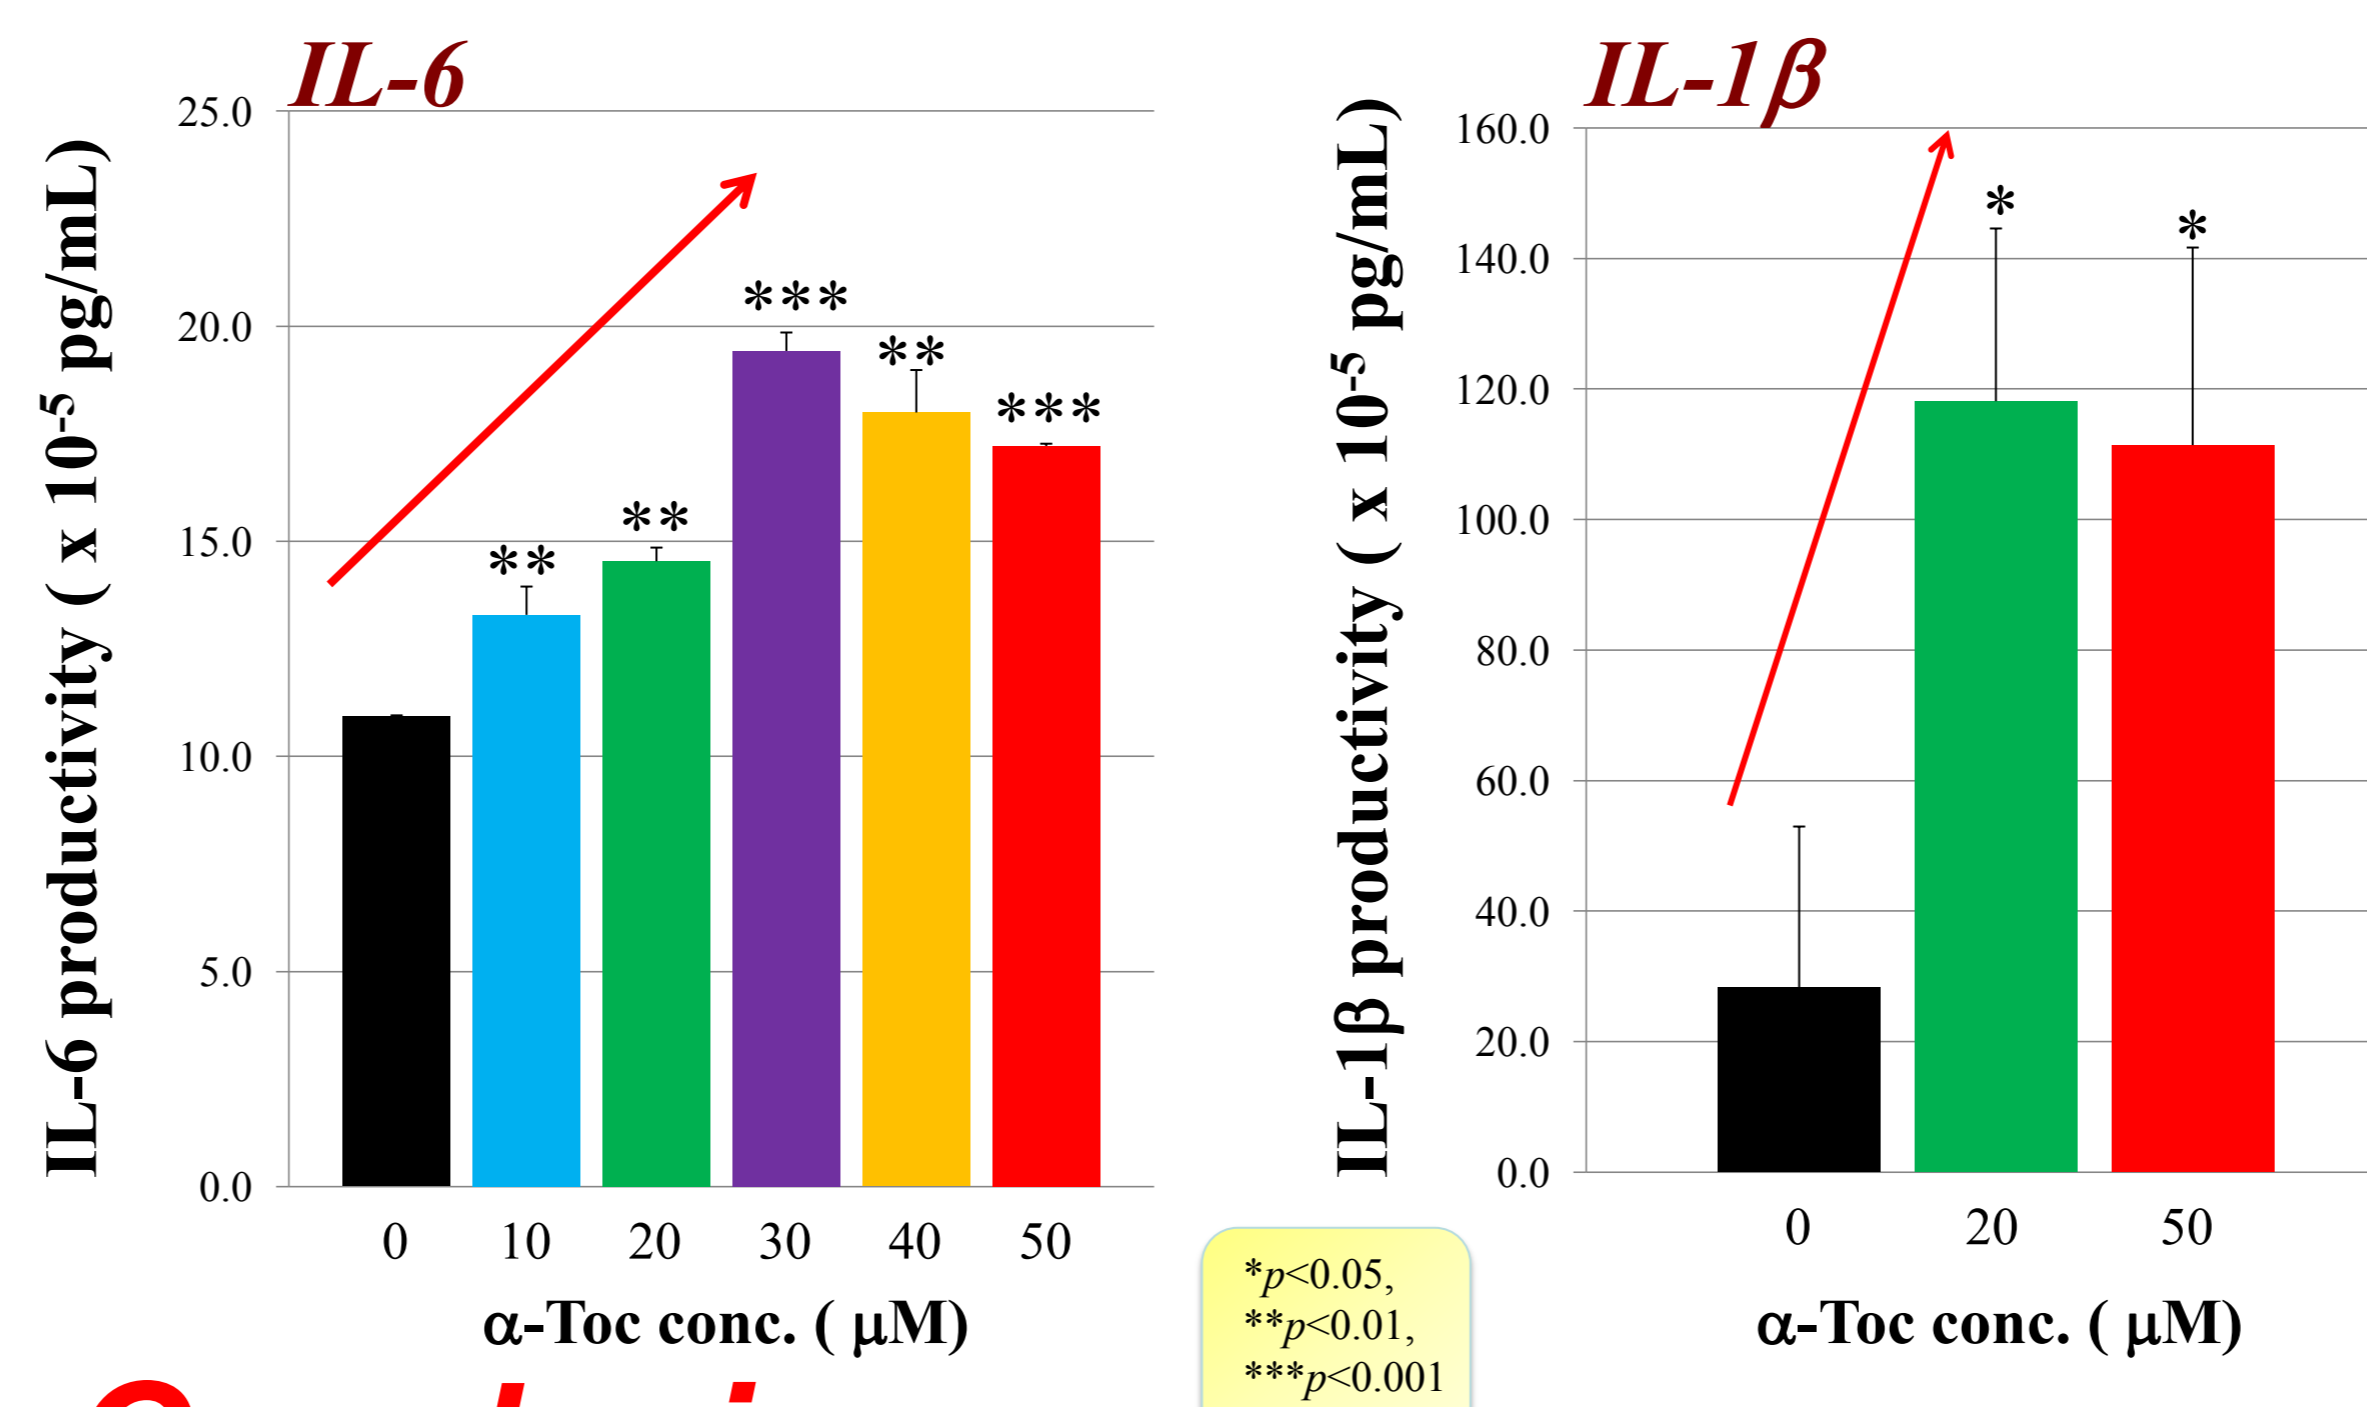 IL-6
IL-6 productivity ( x 10-5 pg/mL)
25.0
20.0
15.0
10.0
5.0
0.0
***
**
***
**
**
0 10 20 30 40 50
α-Toc conc. ( μM)
*p<0.05,
**p<0.01,
***p<0.001
IL-1β
IL-1β productivity ( x 10-5 pg/mL)
160.0
140.0
120.0
100.0
80.0
60.0
40.0
20.0
0.0
*
*
0 20 50
α-Toc conc. ( μM)